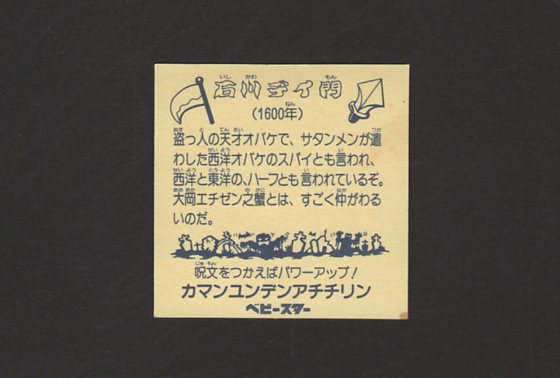 石川デイ門
(1600年)
盗っ人の天才オバケで、サタンメンが遣
わした西洋オバケのスパイとも言われ、
西洋と東洋の、ハーフとも言われているぞ。
大岡エチゼン之蟹とは、すごく仲がわる
いのだ。
呪文をつかえばパワーアップ!
カマンユンデンアチチリン
ベビースター